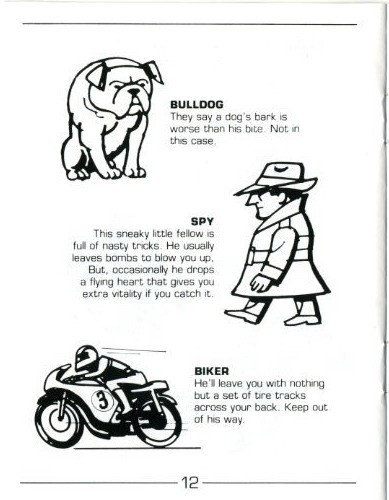 BULLDOG
They say a dog's bark is
worse than his bite. Not in
this case.
SPY
This sneaky little fellow is
full of nasty tricks. He usually
leaves bombs to blow you up,
But, occasionally he drops
a flying heart that gives you
extra vitality if you catch it.
3
BIKER
He'll leave you with nothing
but a set of tire tracks
across your back. Keep out
of his way.
12